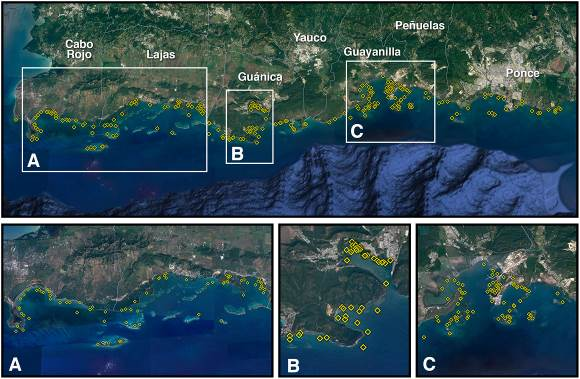 Peñuelas
Yauco
Cabo
Rojo
Lajas
Guayanilla
Guánica
Ponce
A
B
C
A
B
C